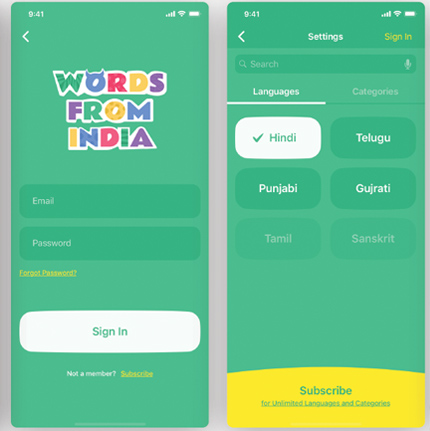 9:41
WORDS
FROM
INDIA
Email
Password
Forgot Password?
Sign In
Not a member? Subscribe
9:41
Settings Sign In
Search
Languages Categories
Hindi Telugu
Punjabi Gujrati
Tamil Sanskrit
Subscribe
for Unlimited Languages and Categories